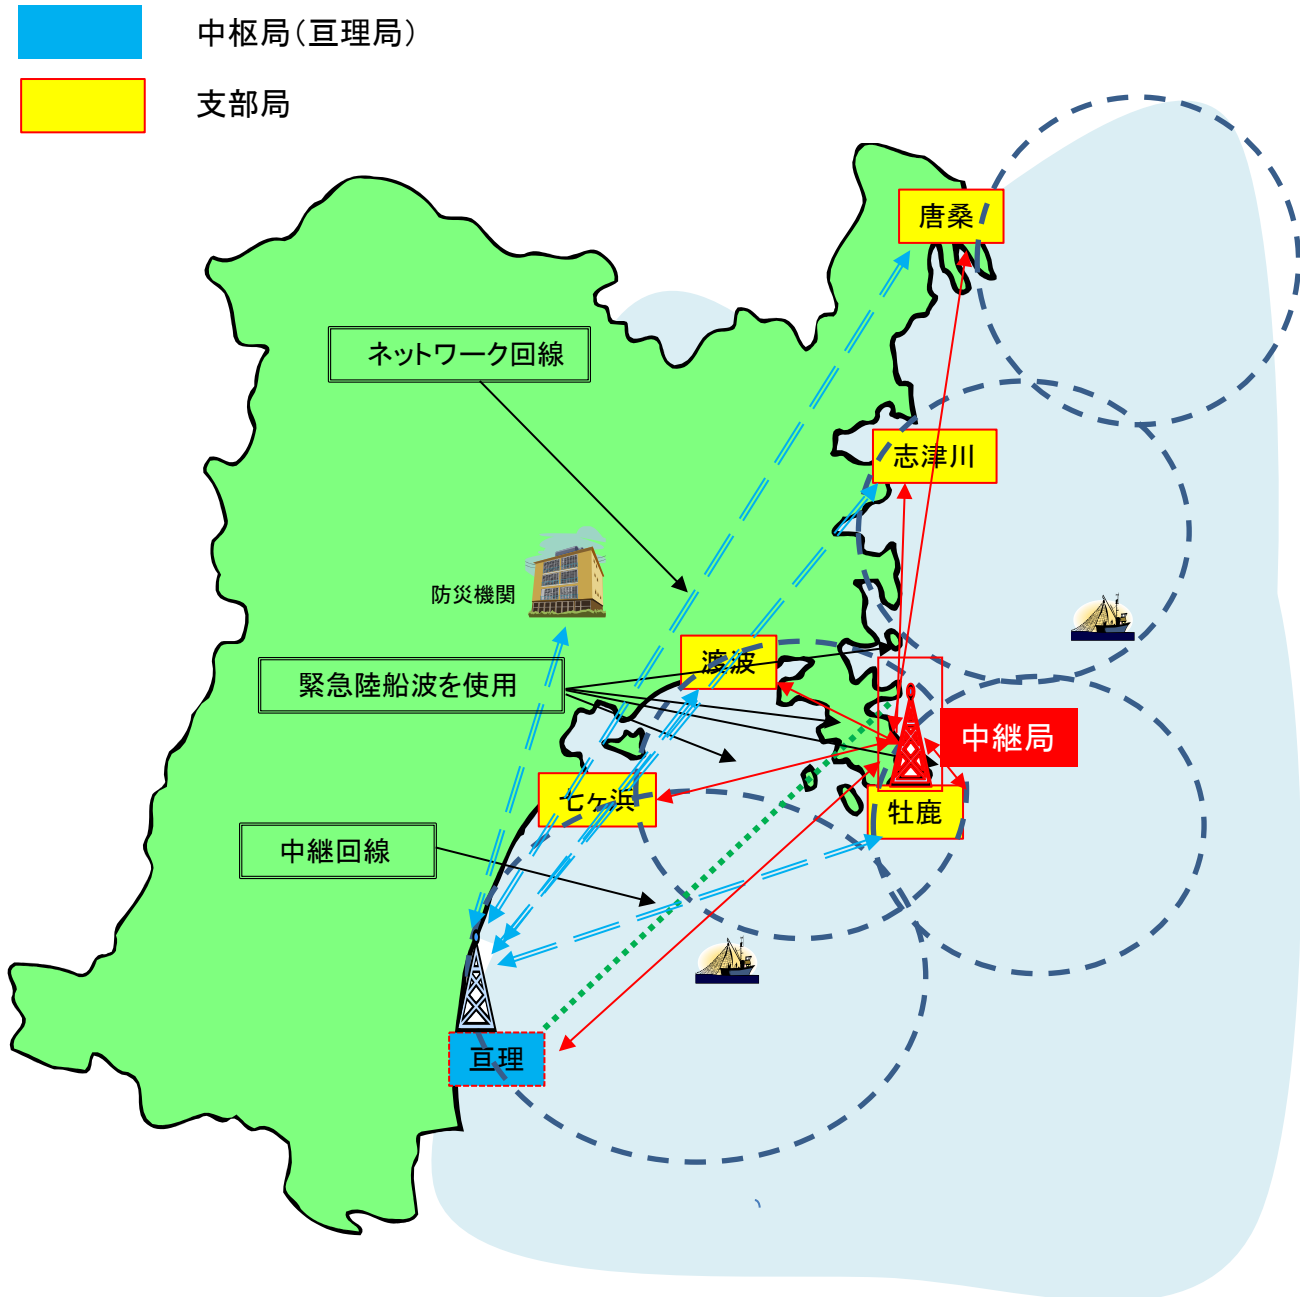 中枢局(亘理局)
支部局
唐桑
ネットワーク回線
志津川
防災機関
渡波
緊急陸船波を使用
中継局
七ヶ浜
牡鹿
中継回線
亘理